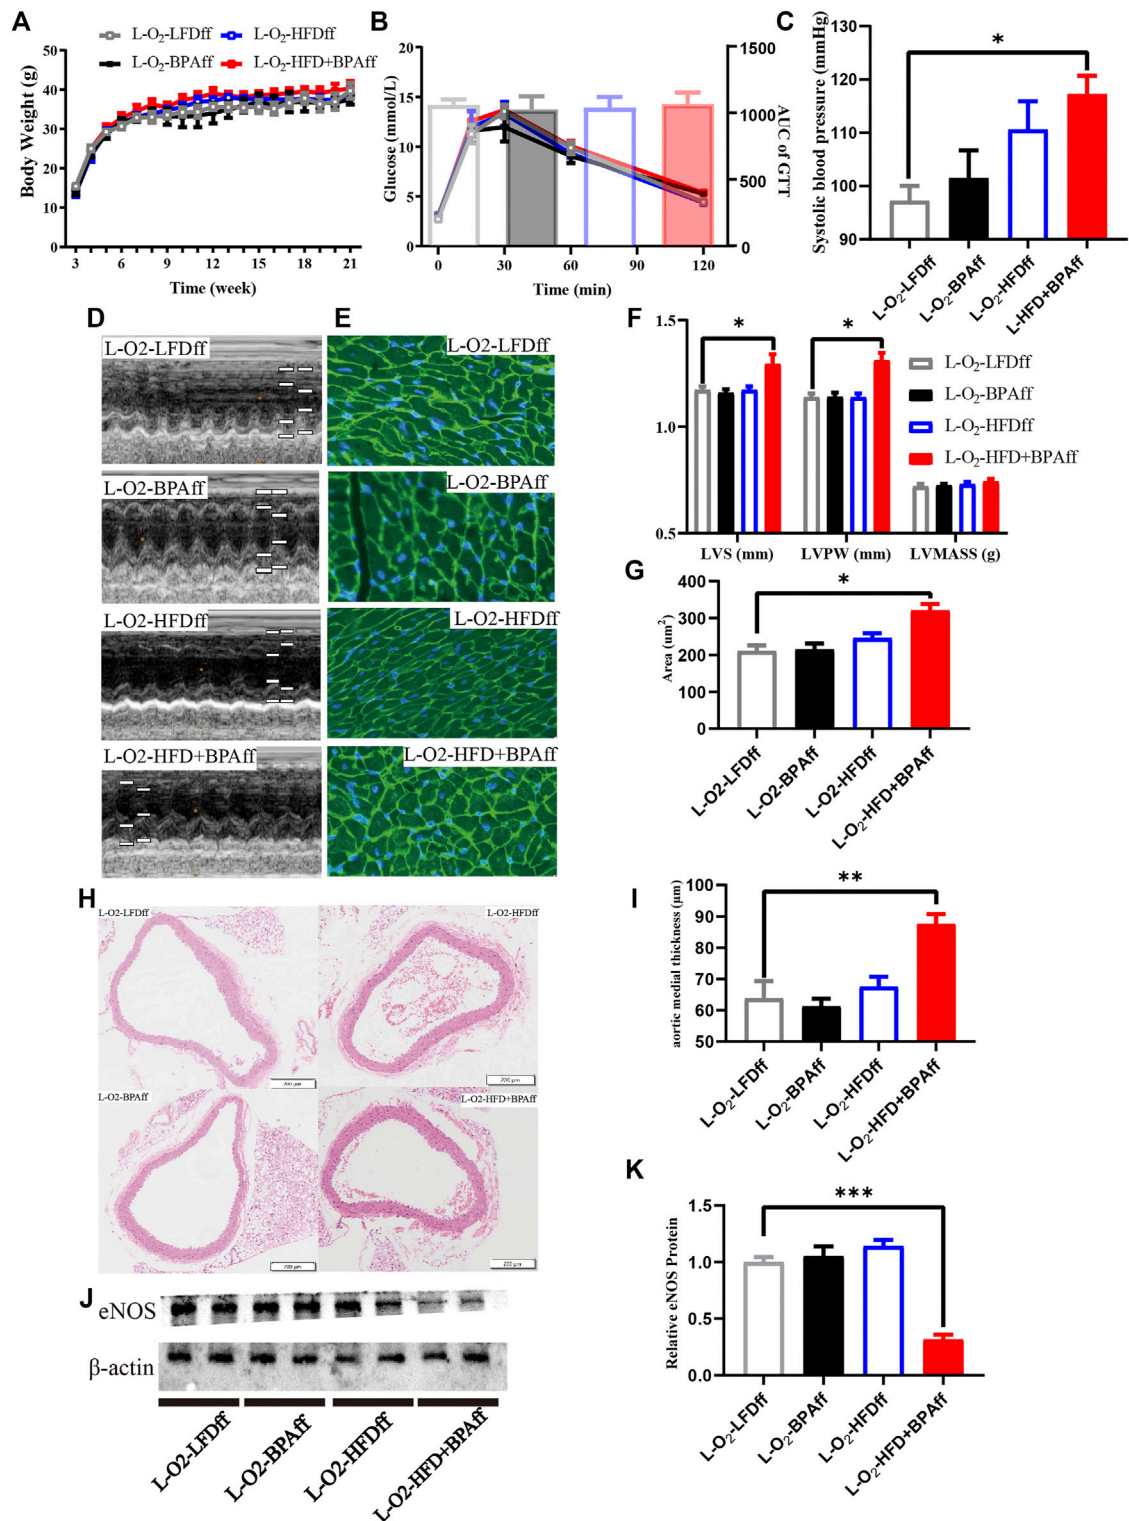 A
L-O2-LFDff
L-O2-HFDff
L-O2-BPAff
L-O2-HFD+BPAff
Body Weight (g)
50
40
30
20
10
0
3 6 9 12 15 18 21
Time (week)
B
Glucose (mmol/L)
20
15
10
5
0
0 30 60 90 120
Time (min)
1500
1000
500
0
AUC of GTT
C
Systolic blood pressure (mmHg)
130
120
110
100
90
*
L-O2-LFDff
L-O2-BPAff
L-O2-HFDff
L-HFD+BPAff
D
L-O2-LFDff
L-O2-BPAff
L-O2-HFDff
L-O2-HFD+BPAff
E
L-O2-LFDff
L-O2-BPAff
L-O2-HFDff
L-O2-HFD+BPAff
F
1.5
1.0
0.5
* *
LVS (mm) LVPW (mm) LVMASS (g)
L-O2-LFDff
L-O2-BPAff
L-O2-HFDff
L-O2-HFD+BPAff
G
Area (um2)
400
300
200
100
0
*
L-O2-LFDff
L-O2-BPAff
L-O2-HFDff
L-O2-HFD+BPAff
H
L-O2-LFDff
200 μm
L-O2-HFDff
200 μm
L-O2-BPAff
200 μm
L-O2-HFD+BPAff
200 μm
I
aortic medial thickness (μm)
100
90
80
70
60
50
**
L-O2-LFDff
L-O2-BPAff
L-O2-HFDff
L-O2-HFD+BPAff
J
eNOS
β-actin
L-O2-LFDff
L-O2-BPAff
L-O2-HFDff
L-O2-HFD+BPAff
K
Relative eNOS Protein
1.5
1.0
0.5
0.0
***
L-O2-LFDff
L-O2-BPAff
L-O2-HFDff
L-O2-HFD+BPAff